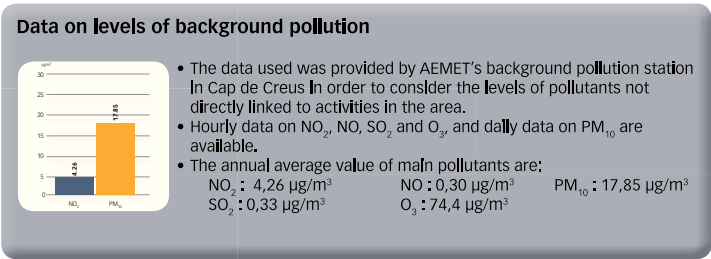 Data on levels of background pollution
µg/m³
30
25
20
15
10
5
0
4.26
17.85
NO₂
PM₁₀
• The data used was provided by AEMET's background pollution station
in Cap de Creus in order to consider the levels of pollutants not
directly linked to activities in the area.
• Hourly data on NO₂, NO, SO₂ and O₃, and daily data on PM₁₀ are
available.
• The annual average value of main pollutants are:
NO₂ : 4,26 µg/m³ NO : 0,30 µg/m³ PM₁₀ : 17,85 µg/m³
SO₂ : 0,33 µg/m³ O₃ : 74,4 µg/m³